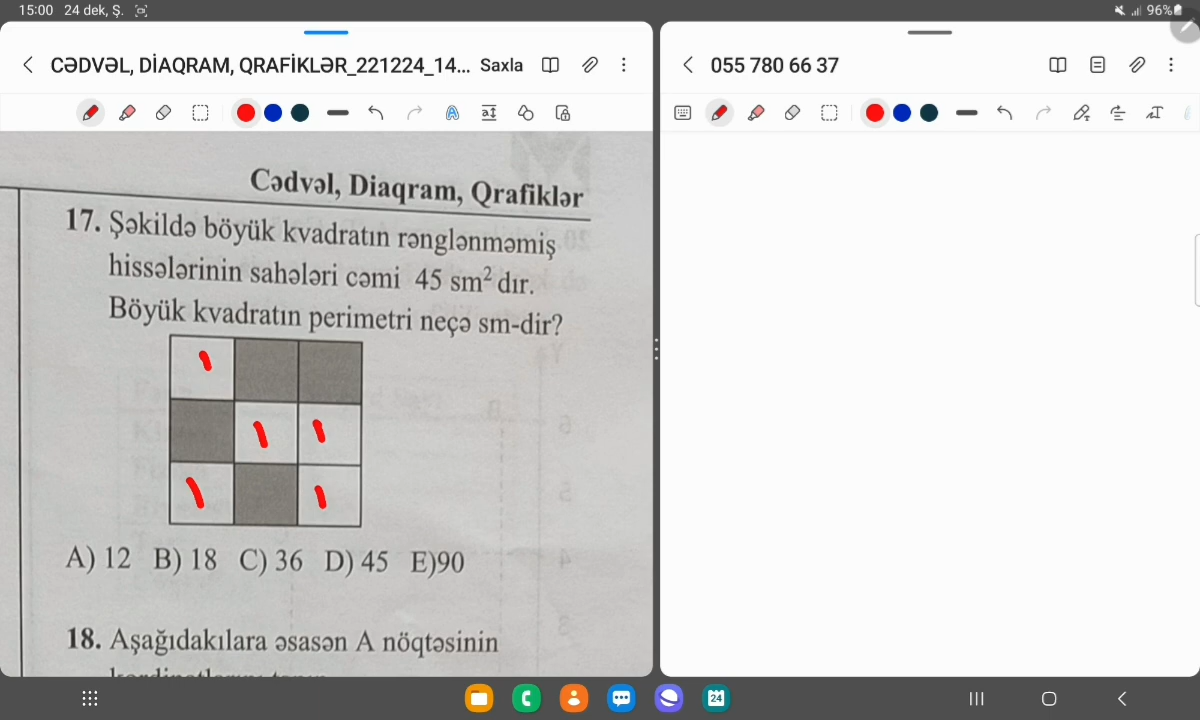 15:00 24 dek, Ş.
96%
CƏDVƏL, DİAQRAM, QRAFİKLƏR_221224_14... Saxla
055 780 66 37
Cədvəl, Diaqram, Qrafiklər
17. Şəkildə böyük kvadratın rənglənməmiş
hissələrinin sahələri cəmi 45 sm² dır.
Böyük kvadratın perimetri neçə sm-dir?
A) 12 B) 18 C) 36 D) 45 E)90
18. Aşağıdakılara əsasən A nöqtəsinin
24